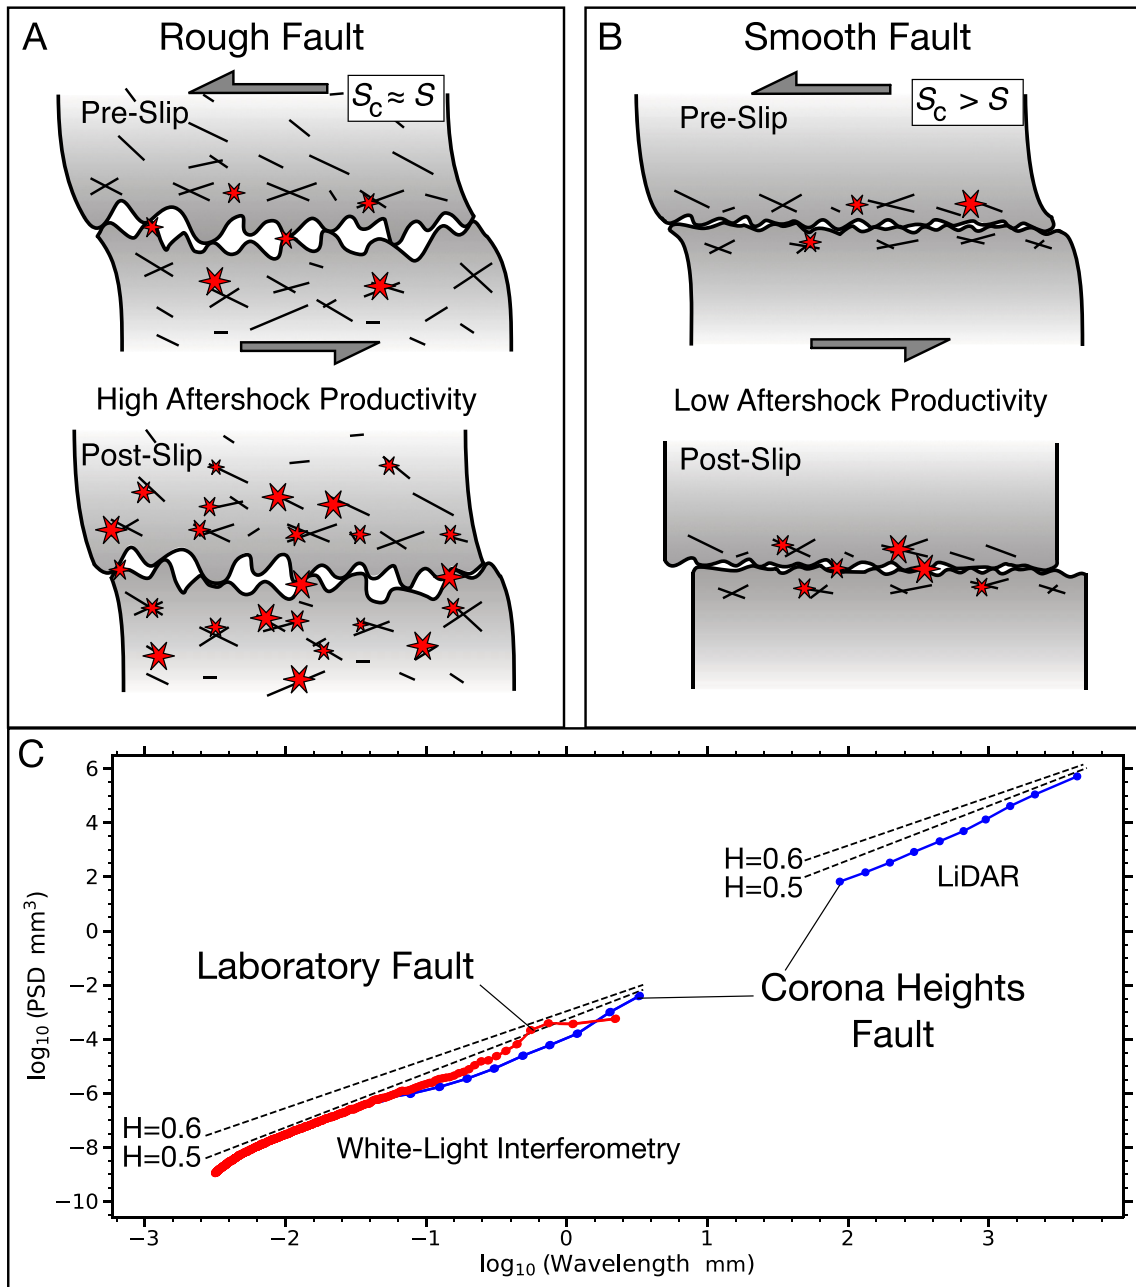 A
Rough Fault
Pre-Slip
S_c ≈ S
High Aftershock Productivity
Post-Slip
B
Smooth Fault
Pre-Slip
S_c > S
Low Aftershock Productivity
Post-Slip
C
log₁₀ (PSD mm³)
6
4
2
0
−2
−4
−6
−8
−10
H=0.6
H=0.5
LiDAR
Laboratory Fault
Corona Heights
Fault
H=0.6
H=0.5
White-Light Interferometry
−3
−2
−1
0
1
2
3
log₁₀ (Wavelength mm)